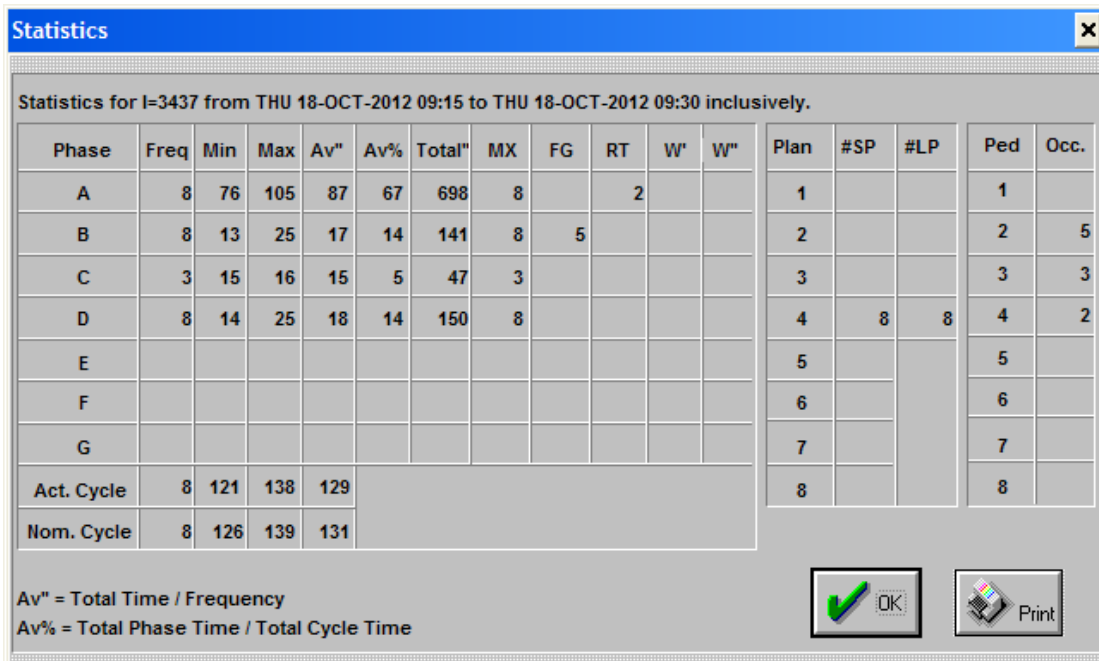 Statistics
Statistics for I=3437 from THU 18-OCT-2012 09:15 to THU 18-OCT-2012 09:30 inclusively.
Phase Freq Min Max Av" Av% Total" MX FG RT W' W" Plan #SP #LP Ped Occ.
A 8 76 105 87 67 698 8 2 1 1
B 8 13 25 17 14 141 8 5 2 2 5
C 3 15 16 15 5 47 3 3 3 3
D 8 14 25 18 14 150 8 4 8 8 4 2
E 5 5
F 6 6
G 7 7
Act. Cycle 8 121 138 129 8 8
Nom. Cycle 8 126 139 131
Av" = Total Time / Frequency
Av% = Total Phase Time / Total Cycle Time
OK
Print